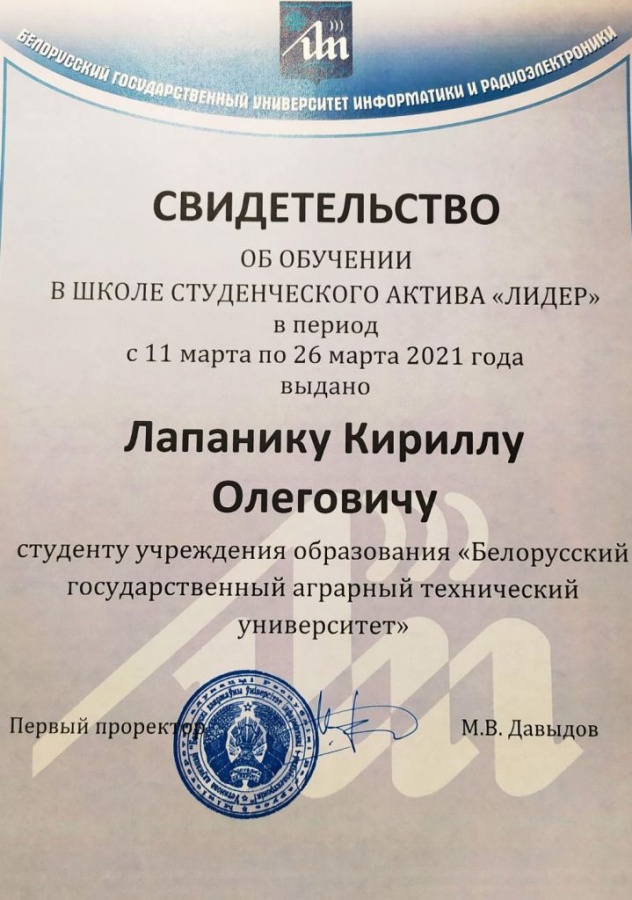 БЕЛОРУССКИЙ ГОСУДАРСТВЕННЫЙ УНИВЕРСИТЕТ ИНФОРМАТИКИ И РАДИОЭЛЕКТРОНИКИ
СВИДЕТЕЛЬСТВО
ОБ ОБУЧЕНИИ
В ШКОЛЕ СТУДЕНЧЕСКОГО АКТИВА «ЛИДЕР»
в период
с 11 марта по 26 марта 2021 года
выдано
Лапанику Кириллу
Олеговичу
студенту учреждения образования «Белорусский
государственный аграрный технический
университет»
Первый проректор
М.В. Давыдов